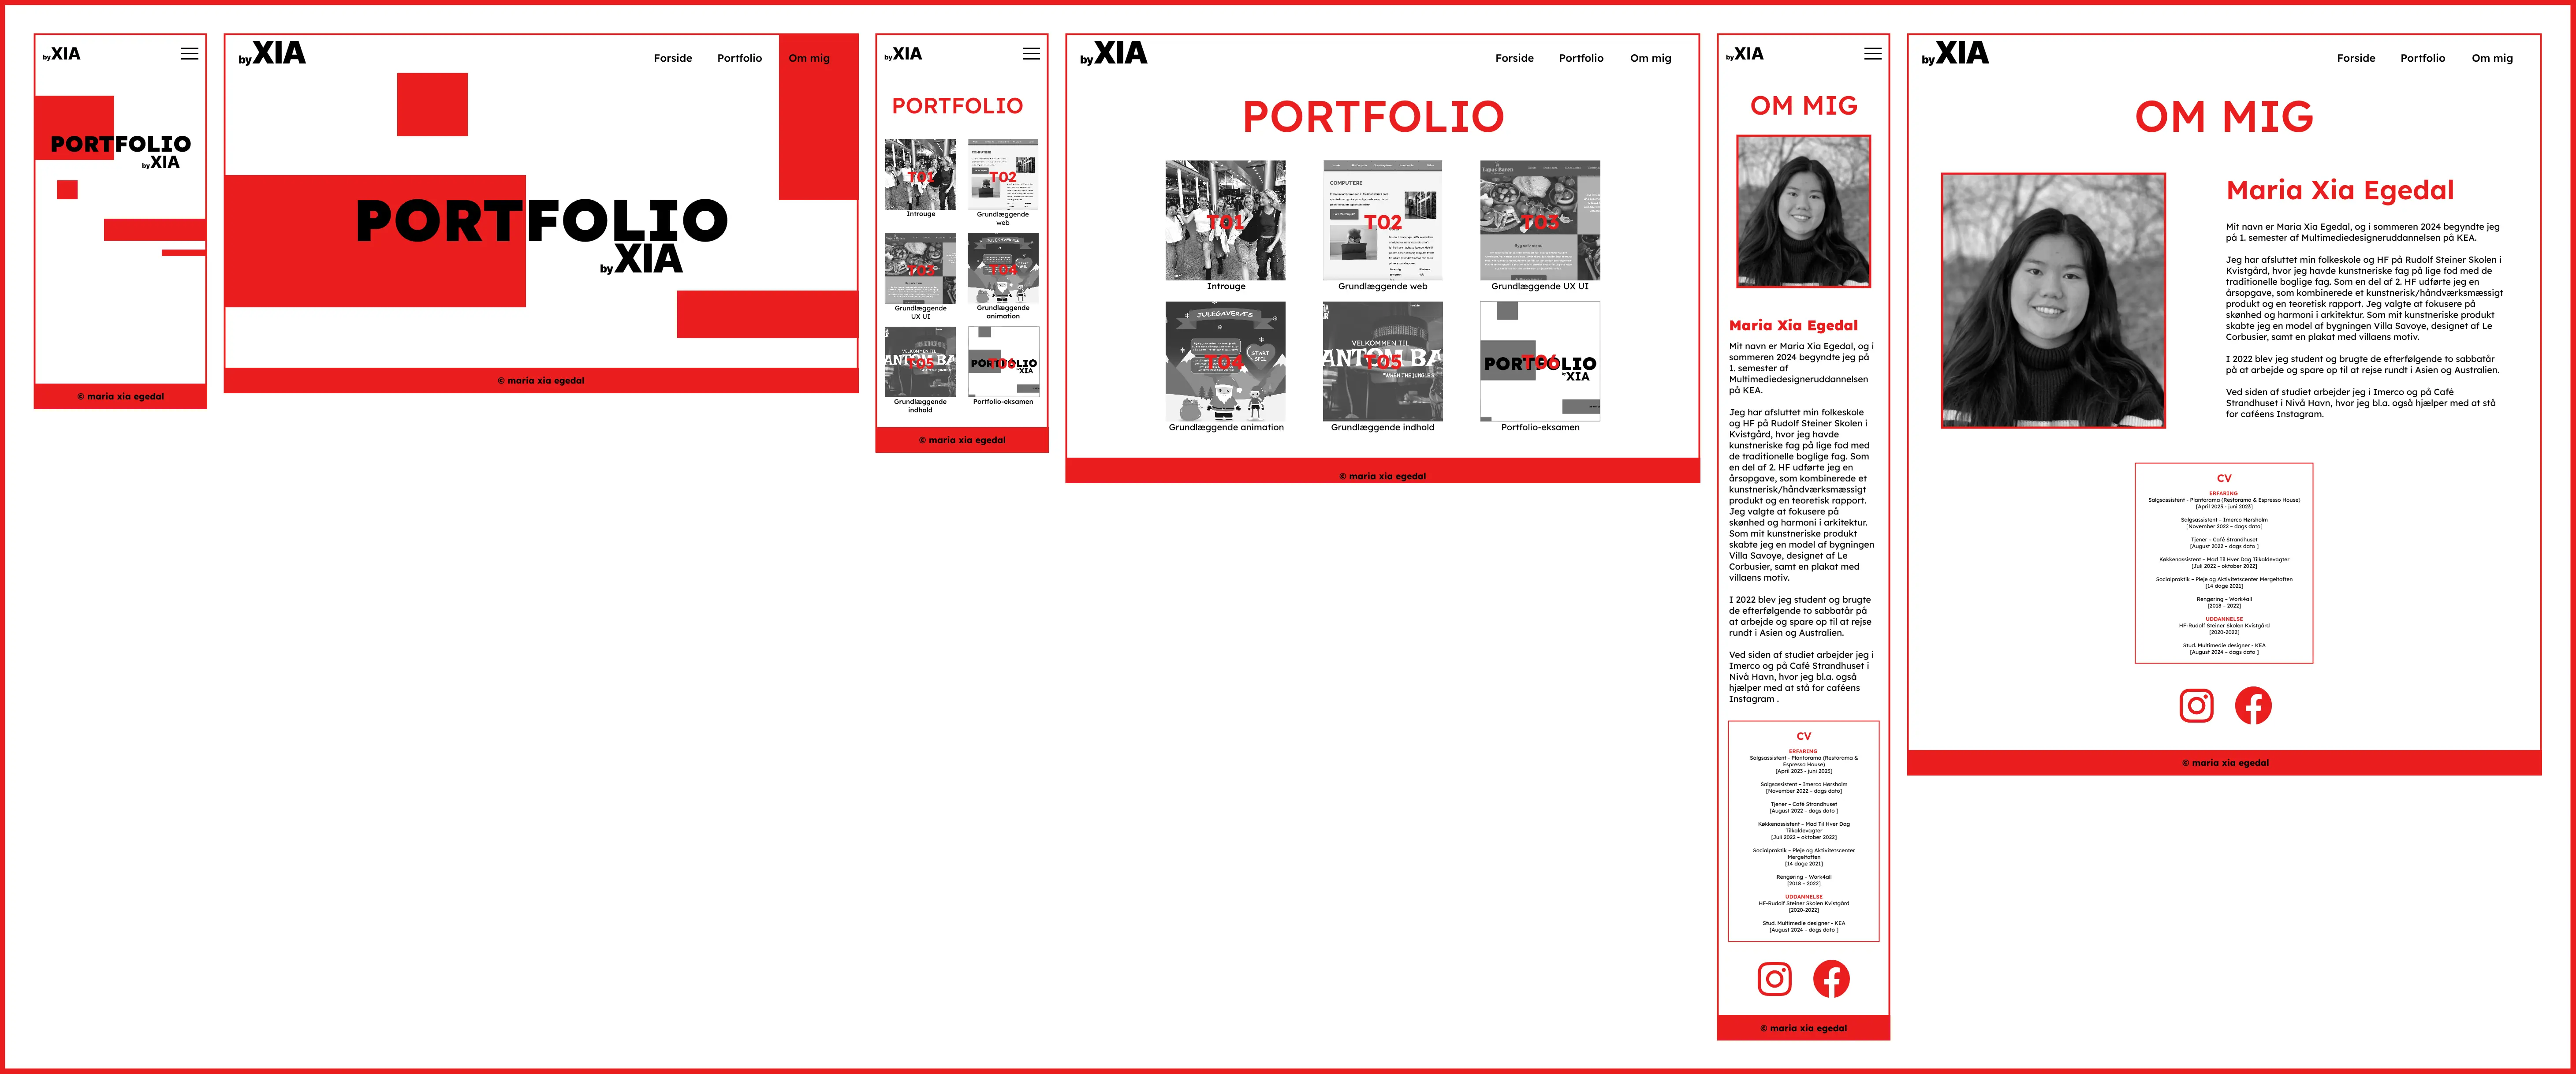 byXIA
PORTFOLIO
byXIA
© maria xia egedal
byXIA
Forside Portfolio Om mig
PORTFOLIO
byXIA
© maria xia egedal
byXIA
PORTFOLIO
T01
Introuge
COMPUTERE
T02
Grundlæggende
web
T03
Grundlæggende
UX UI
T04
Grundlæggende
animation
T05
Grundlæggende
indhold
PORTFOLIO
T06
byXIA
Portfolio-eksamen
© maria xia egedal
byXIA
Forside Portfolio Om mig
PORTFOLIO
T01
Introuge
COMPUTERE
T02
Grundlæggende web
T03
Grundlæggende UX UI
JULEGAVERÆS
START
SPIL
T04
Grundlæggende animation
VELKOMMEN TIL
ANTOM BA
T05
"WHEN THE JUNGLE
Grundlæggende indhold
PORTFOLIO
T06
byXIA
Portfolio-eksamen
© maria xia egedal
byXIA
OM MIG
Maria Xia Egedal
Mit navn er Maria Xia Egedal, og i
sommeren 2024 begyndte jeg på
1. semester af
Multimediedesigneruddannelsen
på KEA.
Jeg har afsluttet min folkeskole
og HF på Rudolf Steiner Skolen i
Kvistgård, hvor jeg havde
kunstneriske fag på lige fod med
de traditionelle boglige fag. Som
en del af 2. HF udførte jeg en
årsopgave, som kombinerede et
kunstnerisk/håndværksmæssigt
produkt og en teoretisk rapport.
Jeg valgte at fokusere på
skønhed og harmoni i arkitektur.
Som mit kunstneriske produkt
skabte jeg en model af bygningen
Villa Savoye, designet af Le
Corbusier, samt en plakat med
villaens motiv.
I 2022 blev jeg student og brugte
de efterfølgende to sabbatår på
at arbejde og spare op til at rejse
rundt i Asien og Australien.
Ved siden af studiet arbejder jeg i
Imerco og på Café Strandhuset i
Nivå Havn, hvor jeg bl.a. også
hjælper med at stå for caféens
Instagram .
CV
ERFARING
Salgsassistent - Plantorama (Restorama &
Espresso House)
[April 2023 - juni 2023]
Salgsassistent – Imerco Hørsholm
[November 2022 – dags dato]
Tjener – Café Strandhuset
[August 2022 – dags dato ]
Køkkenassistent – Mad Til Hver Dag
Tilkaldevagter
[Juli 2022 – oktober 2022]
Socialpraktik – Pleje og Aktivitetscenter
Mergeltoften
[14 dage 2021]
Rengøring – Work4all
[2018 – 2022]
UDDANNELSE
HF-Rudolf Steiner Skolen Kvistgård
[2020-2022]
Stud. Multimedie designer - KEA
[August 2024 – dags dato ]
© maria xia egedal
byXIA
Forside Portfolio Om mig
OM MIG
Maria Xia Egedal
Mit navn er Maria Xia Egedal, og i sommeren 2024 begyndte jeg
på 1. semester af Multimediedesigneruddannelsen på KEA.
Jeg har afsluttet min folkeskole og HF på Rudolf Steiner Skolen i
Kvistgård, hvor jeg havde kunstneriske fag på lige fod med de
traditionelle boglige fag. Som en del af 2. HF udførte jeg en
årsopgave, som kombinerede et kunstnerisk/håndværksmæssigt
produkt og en teoretisk rapport. Jeg valgte at fokusere på
skønhed og harmoni i arkitektur. Som mit kunstneriske produkt
skabte jeg en model af bygningen Villa Savoye, designet af Le
Corbusier, samt en plakat med villaens motiv.
I 2022 blev jeg student og brugte de efterfølgende to sabbatår
på at arbejde og spare op til at rejse rundt i Asien og Australien.
Ved siden af studiet arbejder jeg i Imerco og på Café
Strandhuset i Nivå Havn, hvor jeg bl.a. også hjælper med at stå
for caféens Instagram.
CV
ERFARING
Salgsassistent - Plantorama (Restorama & Espresso House)
[April 2023 - juni 2023]
Salgsassistent – Imerco Hørsholm
[November 2022 – dags dato]
Tjener – Café Strandhuset
[August 2022 – dags dato ]
Køkkenassistent – Mad Til Hver Dag Tilkaldevagter
[Juli 2022 – oktober 2022]
Socialpraktik – Pleje og Aktivitetscenter Mergeltoften
[14 dage 2021]
Rengøring – Work4all
[2018 – 2022]
UDDANNELSE
HF-Rudolf Steiner Skolen Kvistgård
[2020-2022]
Stud. Multimedie designer - KEA
[August 2024 – dags dato ]
© maria xia egedal